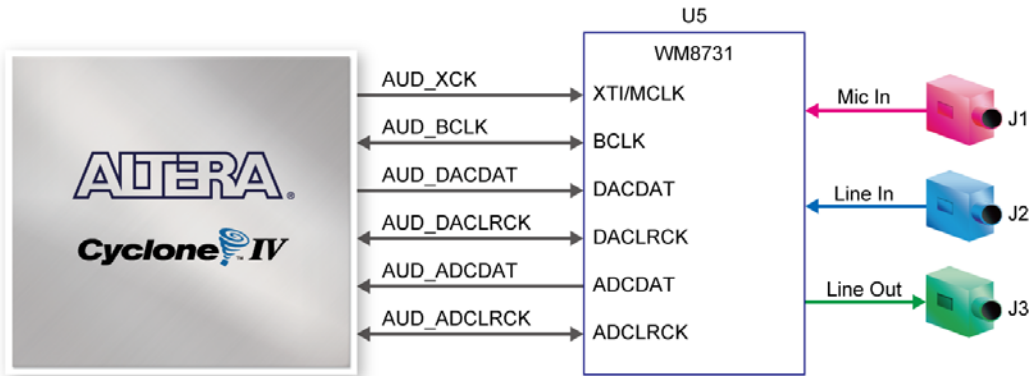 U5
WM8731
ALTERA®
Cyclone™ IV
AUD_XCK
XTI/MCLK
AUD_BCLK
BCLK
AUD_DACDAT
DACDAT
AUD_DACLRCK
DACLRCK
AUD_ADCDAT
ADCDAT
AUD_ADCLRCK
ADCLRCK
Mic In
J1
Line In
J2
Line Out
J3